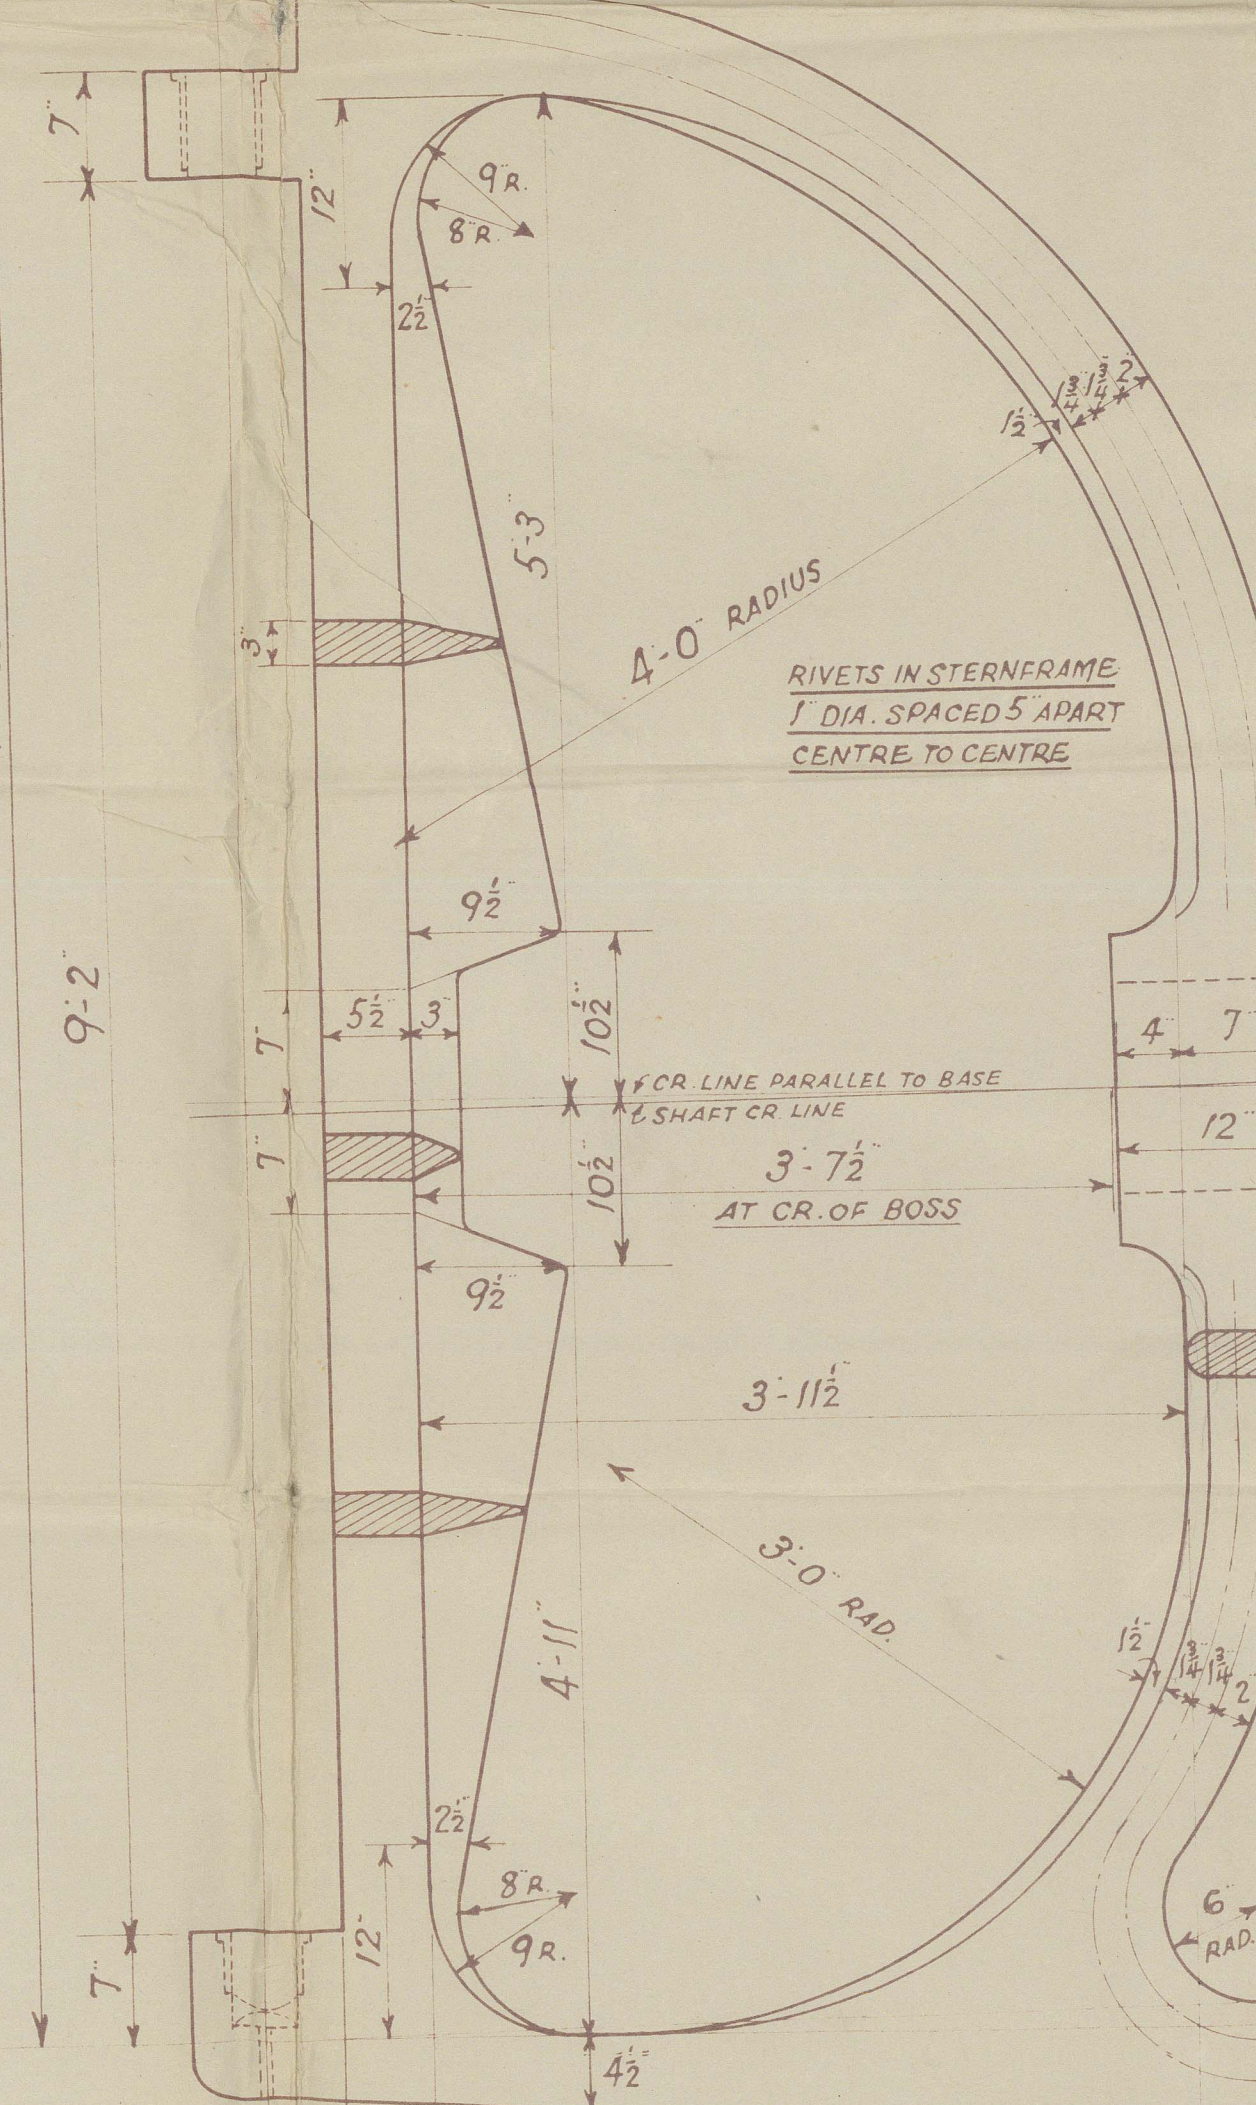 7"
12"
9" R.
8" R.
2½"
1½"
1¾"
1¾"
2"
5'-3"
4'-0" RADIUS
3"
RIVETS IN STERNFRAME
1" DIA. SPACED 5" APART
CENTRE TO CENTRE
9½"
9'-2"
5½"
3"
7"
10½"
4"
7"
℄ CR. LINE PARALLEL TO BASE
℄ SHAFT CR. LINE
12"
7"
10½"
3'-7½"
AT CR. OF BOSS
9½"
3'-11½"
3'-0" RAD.
4'-11"
1½"
1¾"
1¾"
2"
2½"
8" R.
9" R.
12"
7"
6"
RAD.
4½"